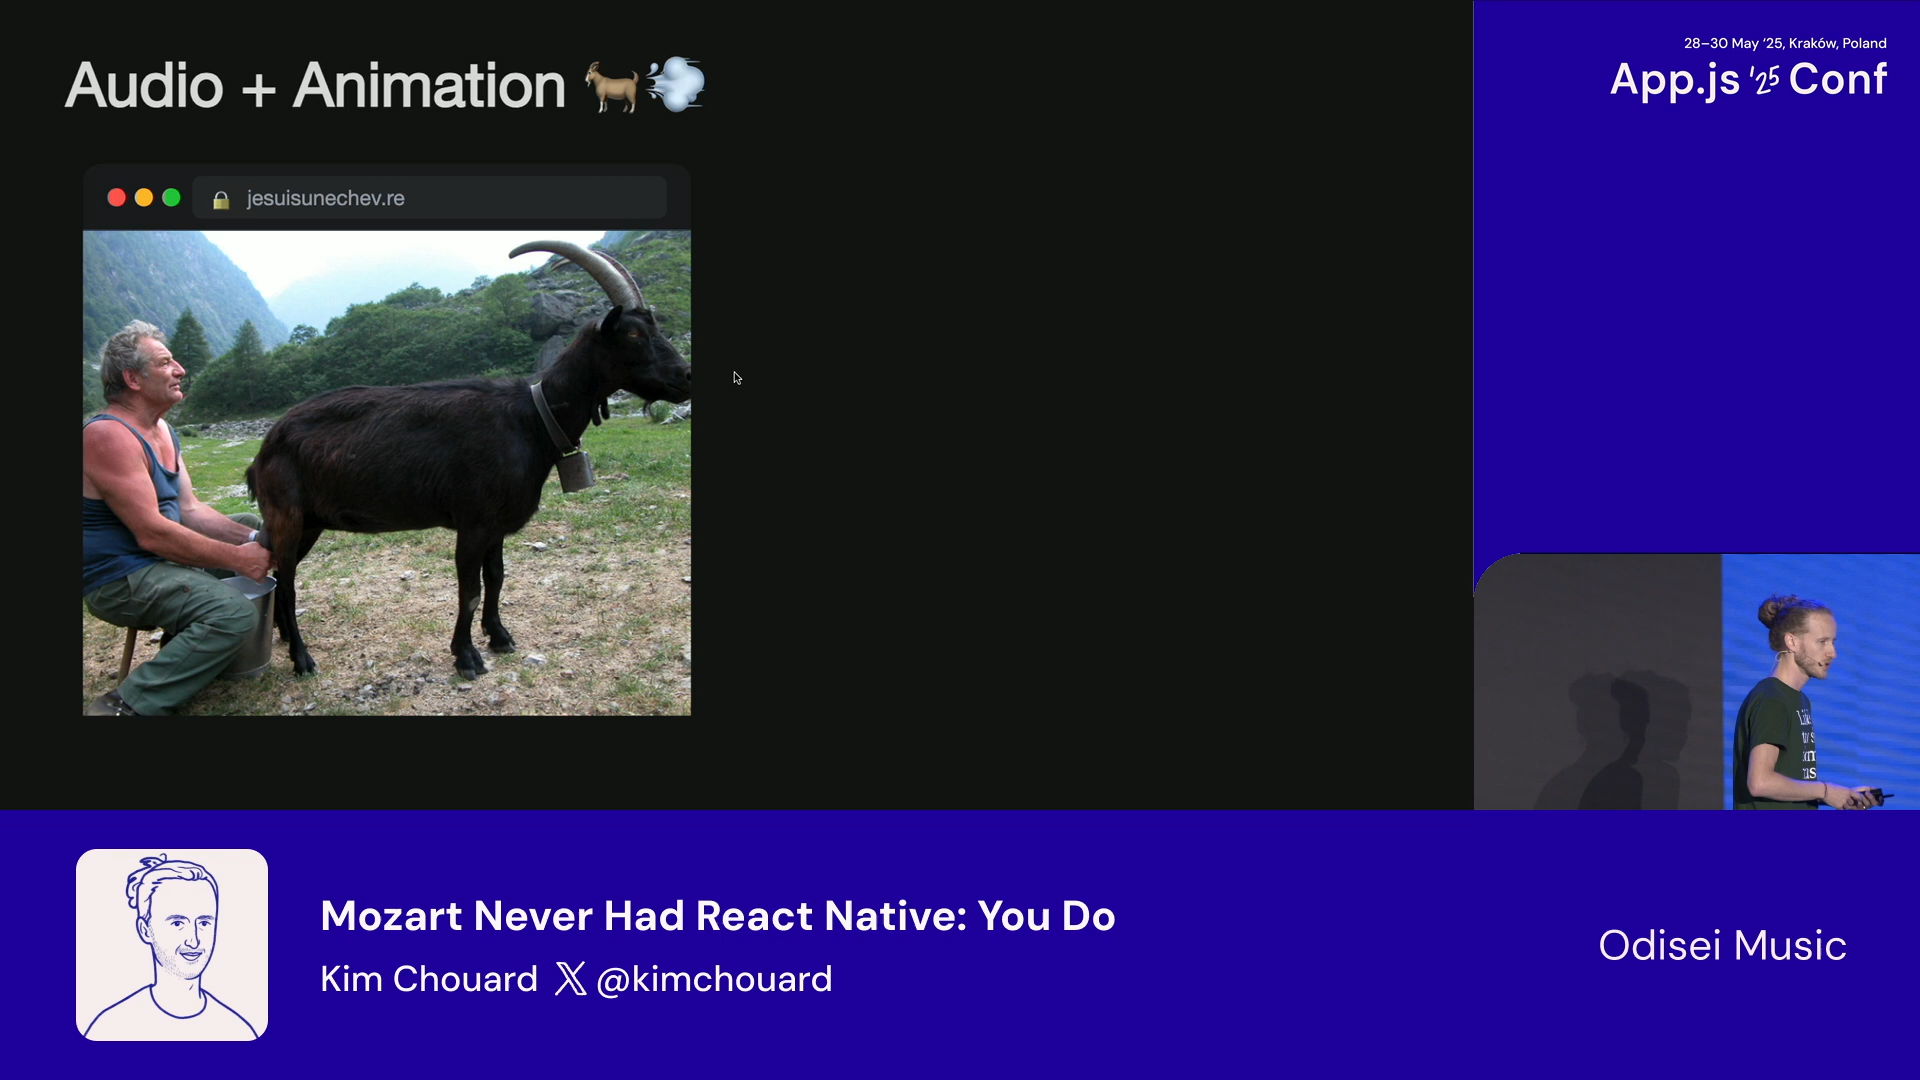 Audio + Animation
jesuisunechev.re
28–30 May ‘25, Kraków, Poland
App.js '25 Conf
Mozart Never Had React Native: You Do
Kim Chouard X @kimchouard
Odisei Music